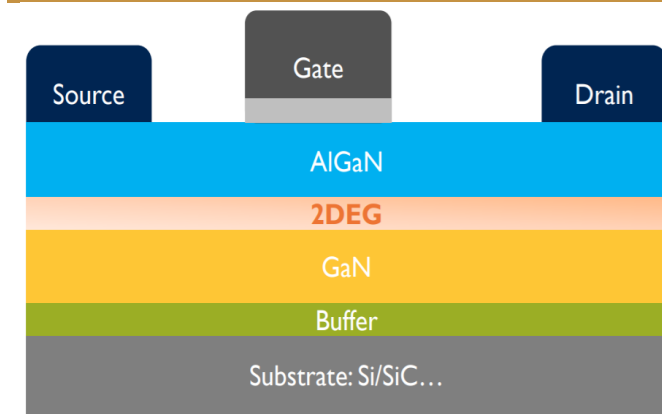 Gate
Source
Drain
AlGaN
2DEG
GaN
Buffer
Substrate: Si/SiC...